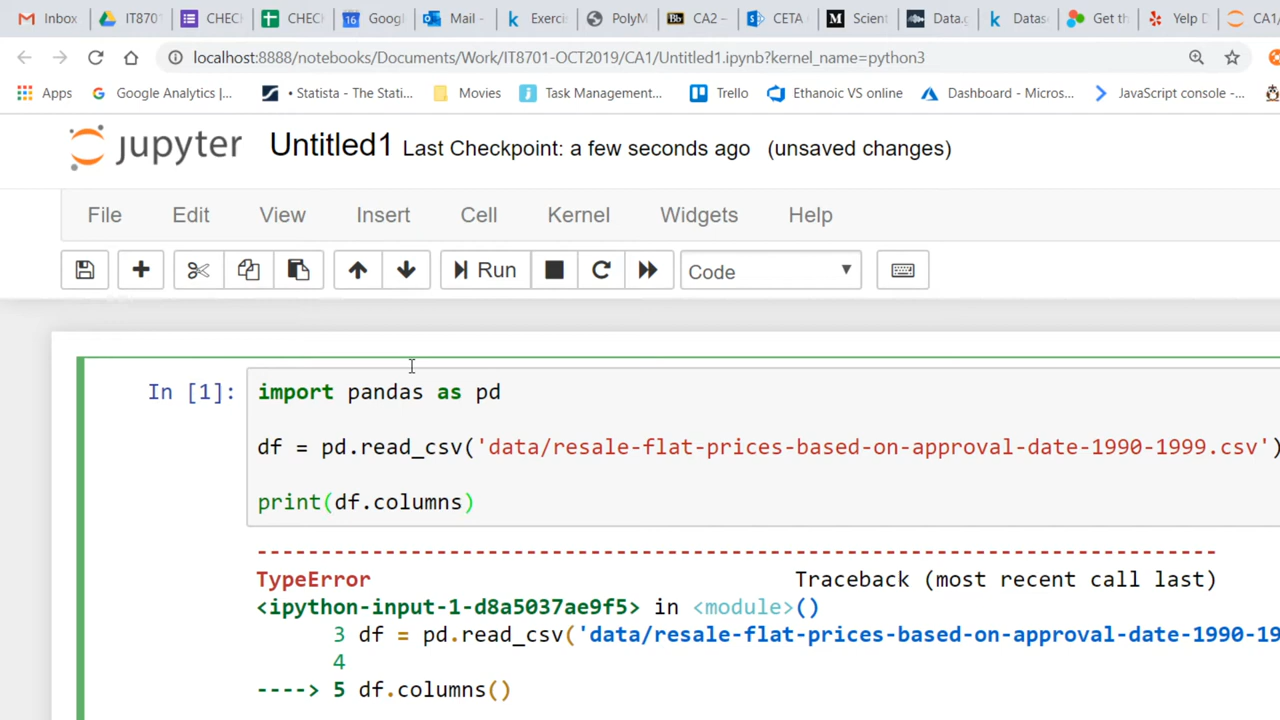 Inbox IT8701 CHECK CHECK Googl Mail - Exerci PolyM CA2 – CETA Scient Data.g Datas Get th Yelp D CA1/
localhost:8888/notebooks/Documents/Work/IT8701-OCT2019/CA1/Untitled1.ipynb?kernel_name=python3
Apps Google Analytics |... • Statista - The Stati... Movies Task Management... Trello Ethanoic VS online Dashboard - Micros... JavaScript console -...
jupyter Untitled1 Last Checkpoint: a few seconds ago (unsaved changes)
File Edit View Insert Cell Kernel Widgets Help
Run Code
In [1]: import pandas as pd
df = pd.read_csv('data/resale-flat-prices-based-on-approval-date-1990-1999.csv')
print(df.columns)
---------------------------------------------------------------------------
TypeError Traceback (most recent call last)
<ipython-input-1-d8a5037ae9f5> in <module>()
3 df = pd.read_csv('data/resale-flat-prices-based-on-approval-date-1990-19
4
----> 5 df.columns()